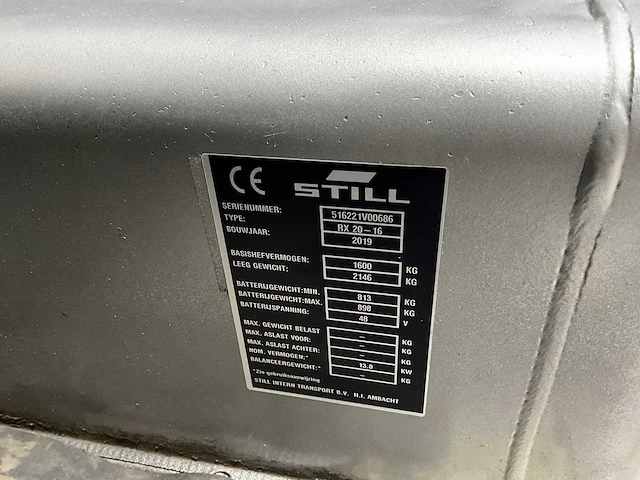 CE STILL
SERIENUMMER: 516221V00686
TYPE: RX 20-16
BOUWJAAR: 2019
BASISHEFVERMOGEN: 1600 KG
LEEG GEWICHT: 2146 KG
BATTERIJGEWICHT:MIN. 813 KG
BATTERIJGEWICHT:MAX. 898 KG
BATTERIJSPANNING: 48 V
MAX. GEWICHT BELAST – KG
MAX. ASLAST VOOR: – KG
MAX. ASLAST ACHTER: – KG
NOM. VERMOGEN:* 13.0 KW
BALANCEERGEWICHT:* – KG
*Zie gebruiksaanwijzing
STILL INTERN TRANSPORT B.V. H.I. AMBACHT